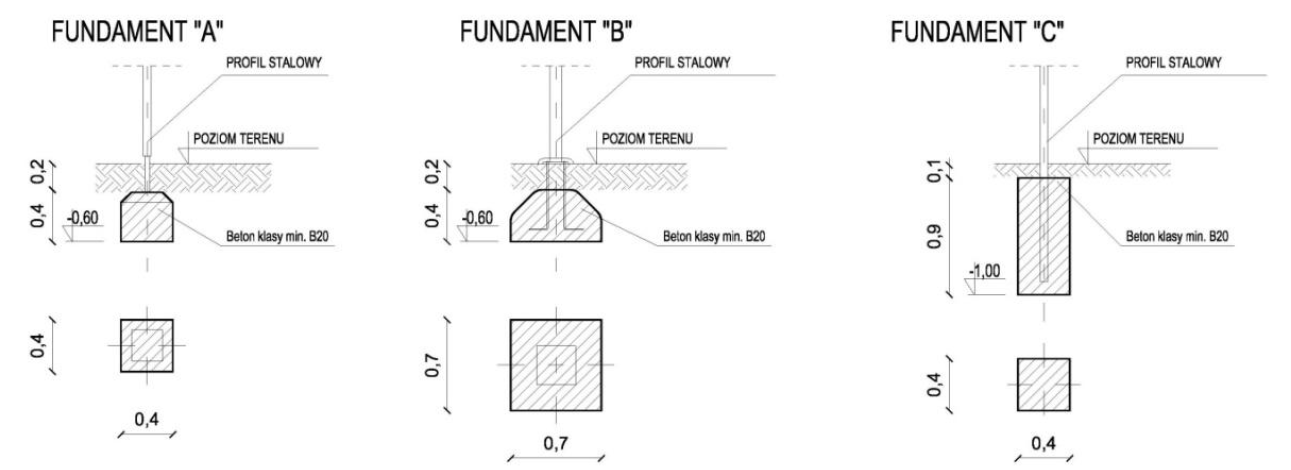 FUNDAMENT "A"
PROFIL STALOWY
POZIOM TERENU
0,2
0,4
-0,60
Beton klasy min. B20
0,4
0,4
FUNDAMENT "B"
PROFIL STALOWY
POZIOM TERENU
0,2
0,4
-0,60
Beton klasy min. B20
0,7
0,7
FUNDAMENT "C"
PROFIL STALOWY
POZIOM TERENU
0,1
0,9
-1,00
Beton klasy min. B20
0,4
0,4